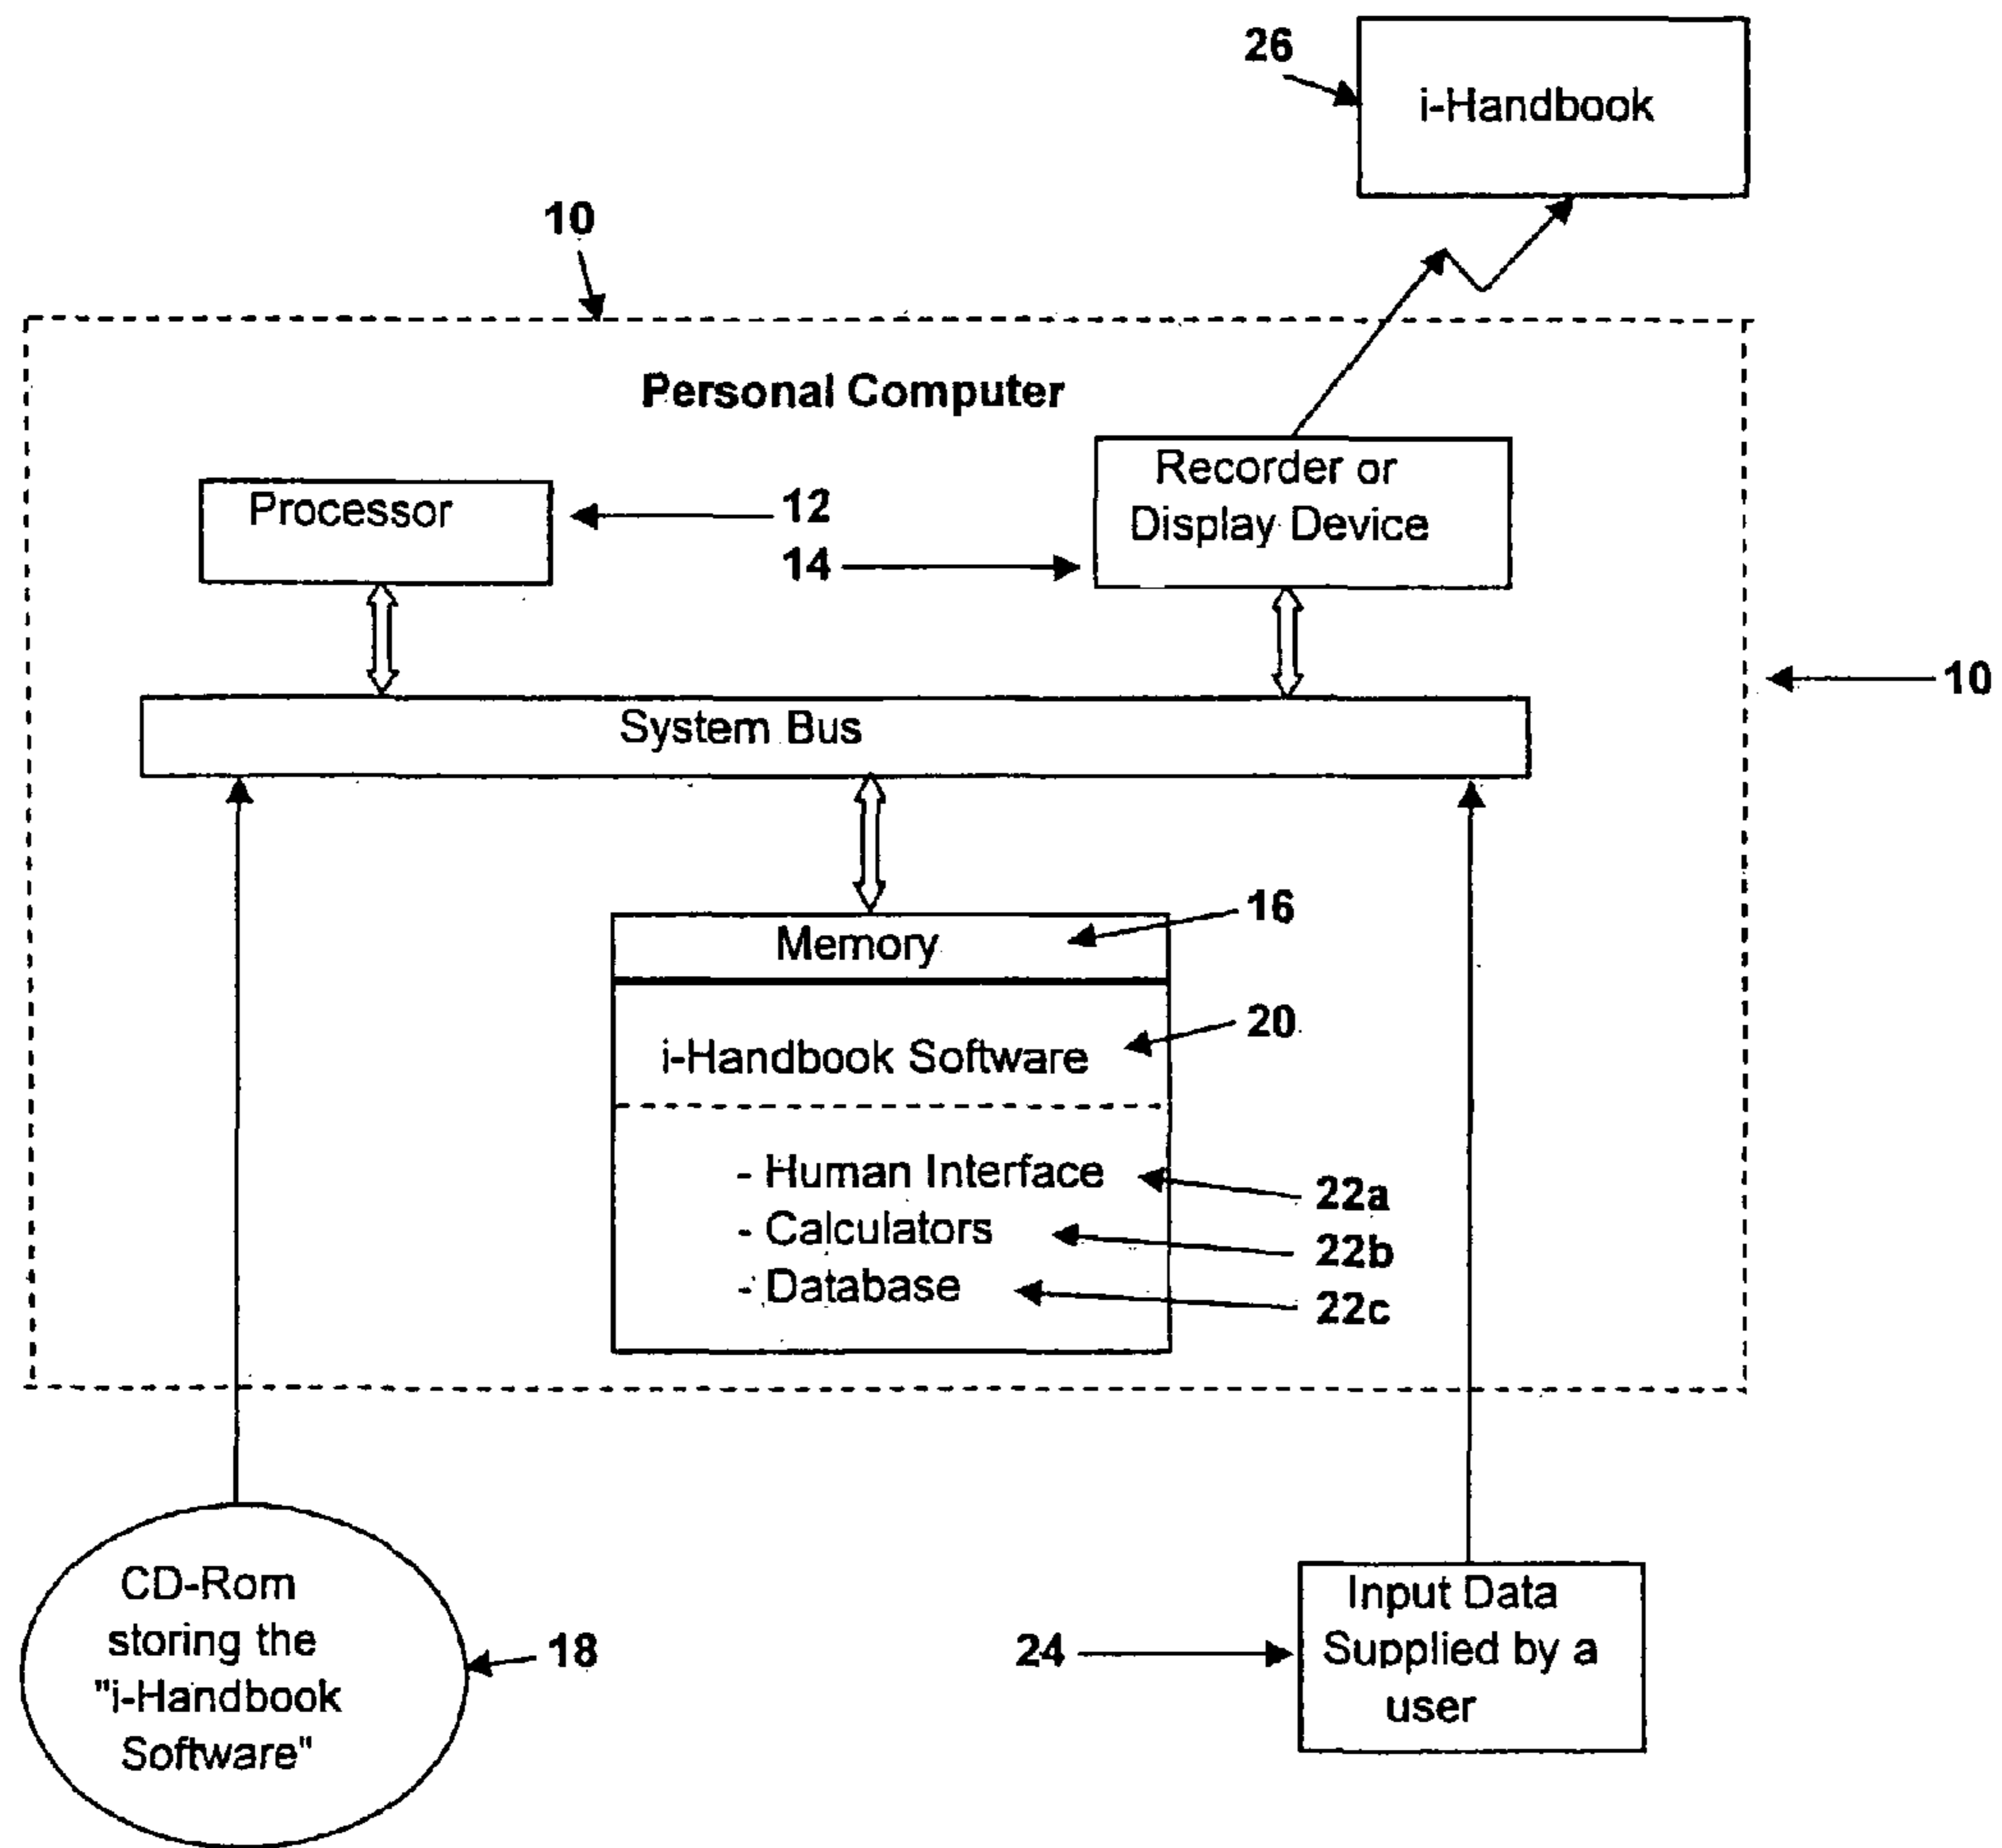 26
i-Handbook
10
Personal Computer
Processor
12
14
Recorder or
Display Device
System Bus
10
Memory
16
i-Handbook Software
20
- Human Interface
22a
- Calculators
22b
- Database
22c
CD-Rom
storing the
"i-Handbook
Software"
18
24
Input Data
Supplied by a
user